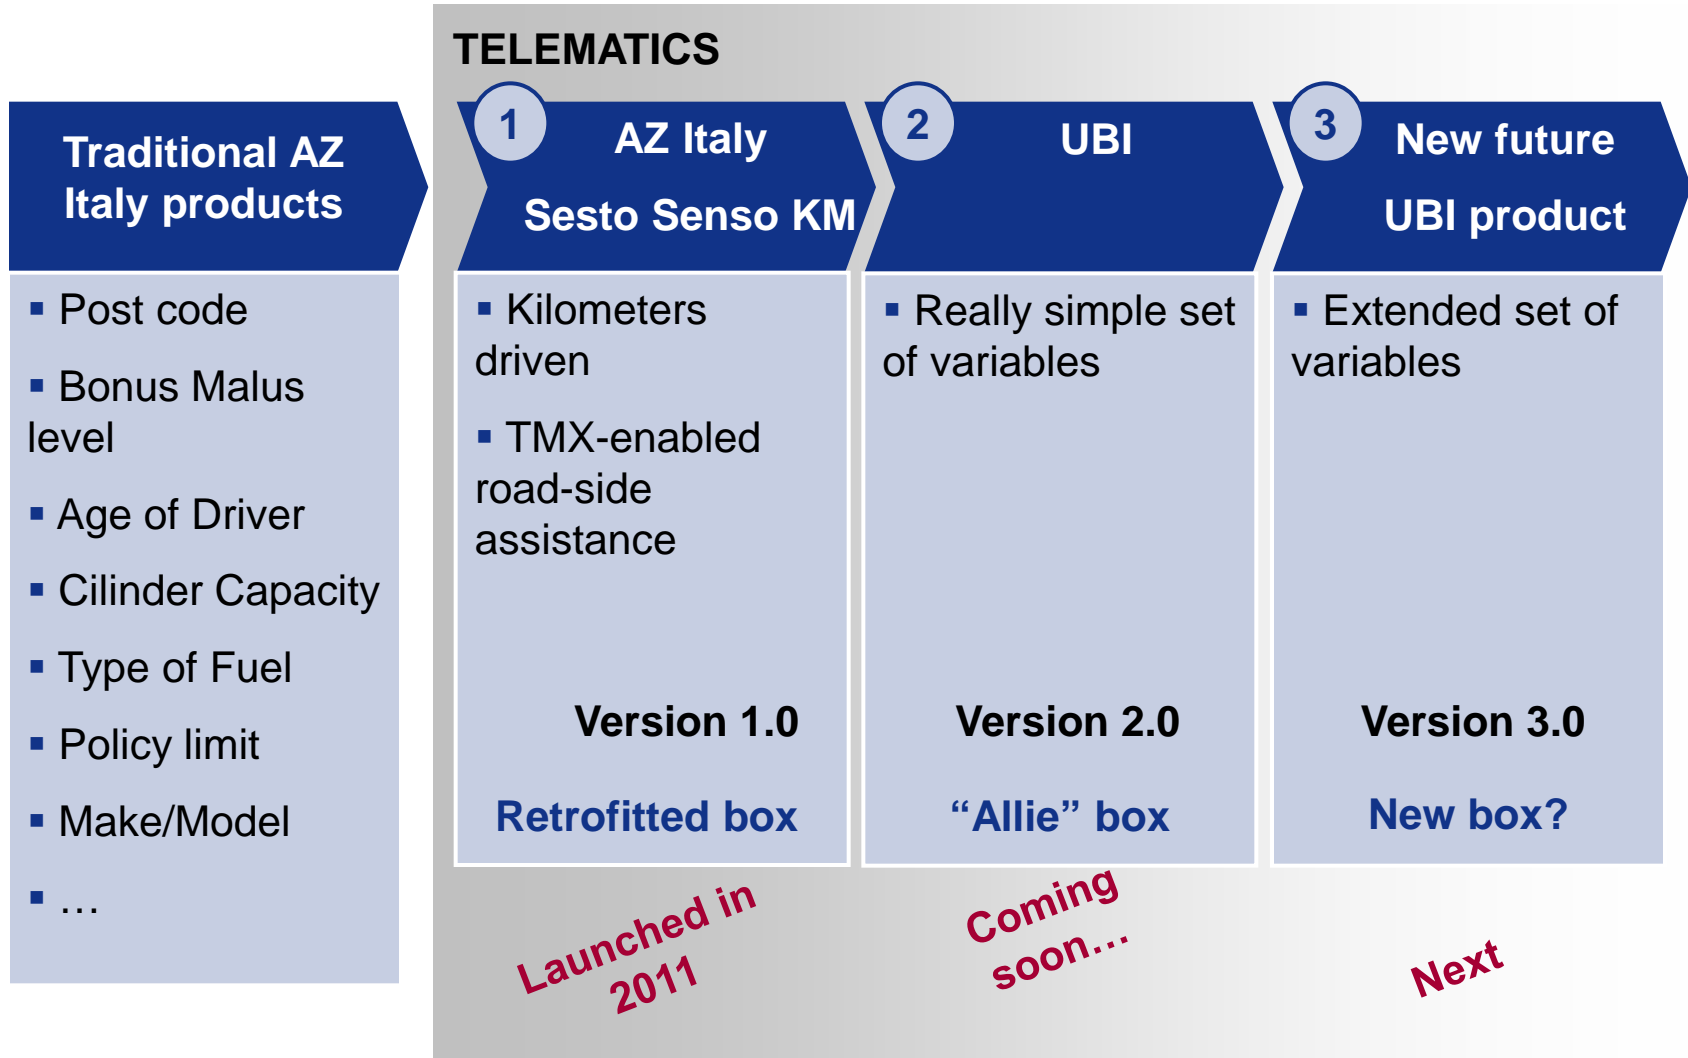 TELEMATICS
Traditional AZ
Italy products
▪ Post code
▪ Bonus Malus
level
▪ Age of Driver
▪ Cilinder Capacity
▪ Type of Fuel
▪ Policy limit
▪ Make/Model
▪ …
1
AZ Italy
Sesto Senso KM
▪ Kilometers
driven
▪ TMX-enabled
road-side
assistance
Version 1.0
Retrofitted box
Launched in
2011
2
UBI
▪ Really simple set
of variables
Version 2.0
“Allie” box
Coming
soon…
3
New future
UBI product
▪ Extended set of
variables
Version 3.0
New box?
Next